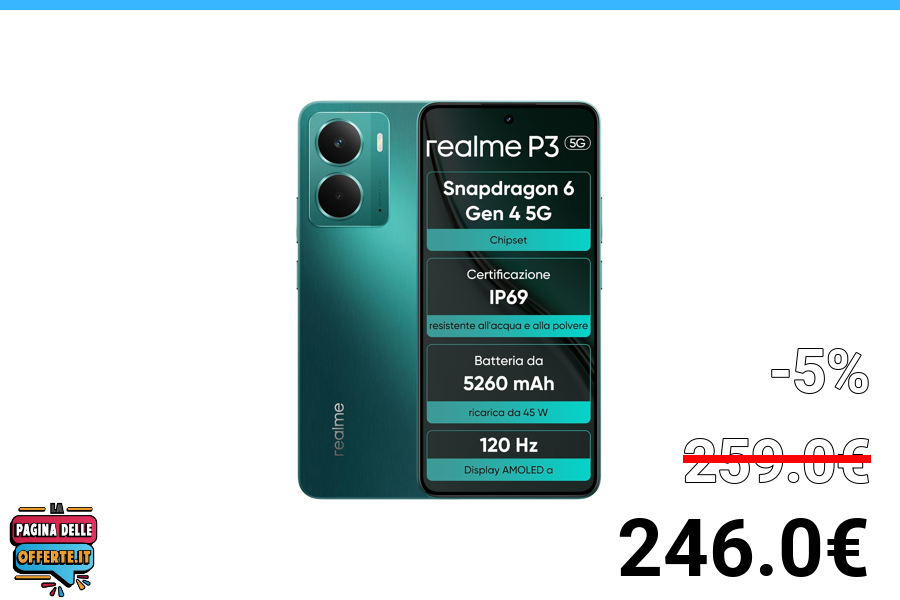 realme P3 5G
Snapdragon 6
Gen 4 5G
Chipset
Certificazione
IP69
resistente all'acqua e alla polvere
Batteria da
5260 mAh
ricarica da 45 W
120 Hz
Display AMOLED a
realme
-5%
259.0€
246.0€
LA
PAGINA DELLE
OFFERTE.IT